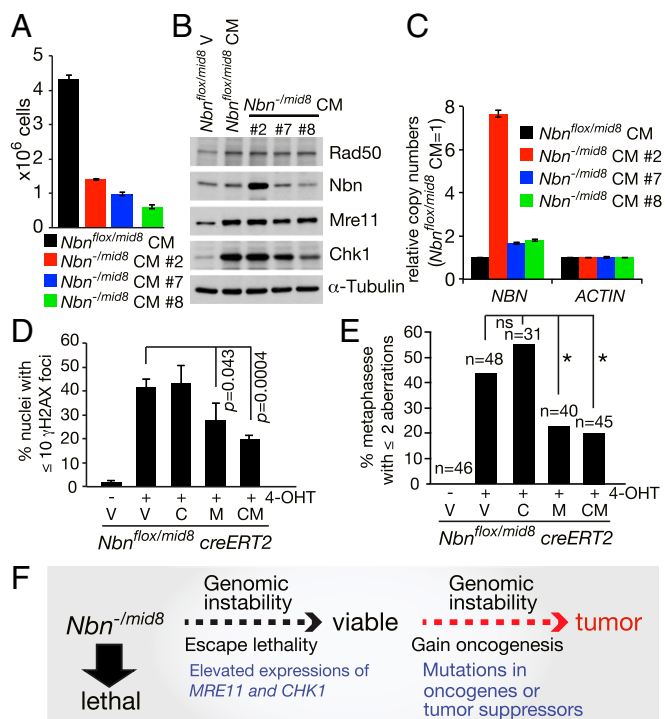 A
×10⁶ cells
5
4
3
2
1
0
Nbn^flox/mid8 CM
Nbn^-/mid8 CM #2
Nbn^-/mid8 CM #7
Nbn^-/mid8 CM #8
B
Nbn^flox/mid8 V
Nbn^flox/mid8 CM
Nbn^-/mid8 CM
#2 #7 #8
Rad50
Nbn
Mre11
Chk1
α-Tubulin
C
relative copy numbers
(Nbn^flox/mid8 CM=1)
8
6
4
2
0
Nbn^flox/mid8 CM
Nbn^-/mid8 CM #2
Nbn^-/mid8 CM #7
Nbn^-/mid8 CM #8
NBN ACTIN
D
% nuclei with
≤ 10 γH2AX foci
60
50
40
30
20
10
0
p=0.043
p=0.0004
- + + + + 4-OHT
V V C M CM
Nbn^flox/mid8 creERT2
E
% metaphasese
with ≤ 2 aberrations
60
50
40
30
20
10
0
ns
n=46
n=48
n=31
n=40
n=45
* *
- + + + + 4-OHT
V V C M CM
Nbn^flox/mid8 creERT2
F
Nbn^-/mid8
lethal
Genomic
instability
Escape lethality
Elevated expressions of
MRE11 and CHK1
viable
Genomic
instability
Gain oncogenesis
Mutations in
oncogenes or
tumor suppressors
tumor